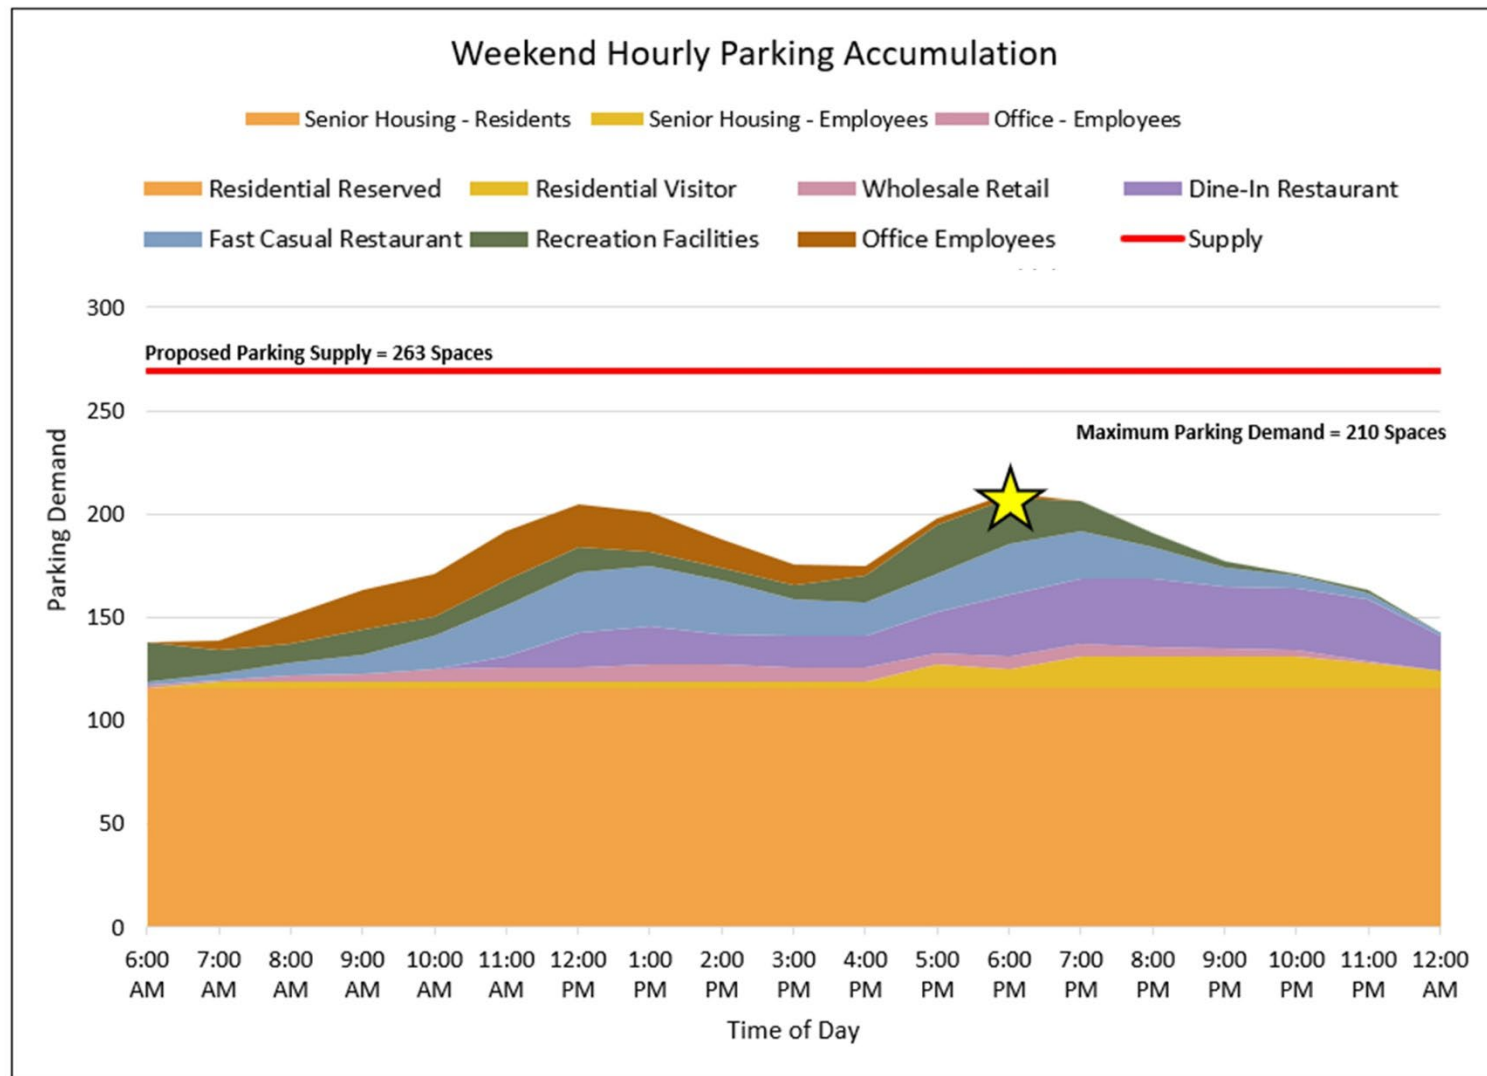 Weekend Hourly Parking Accumulation
Senior Housing - Residents Senior Housing - Employees Office - Employees
Residential Reserved Residential Visitor Wholesale Retail Dine-In Restaurant
Fast Casual Restaurant Recreation Facilities Office Employees Supply
300
Proposed Parking Supply = 263 Spaces
250
Maximum Parking Demand = 210 Spaces
200
150
100
50
0
Parking Demand
6:00 AM 7:00 AM 8:00 AM 9:00 AM 10:00 AM 11:00 AM 12:00 PM 1:00 PM 2:00 PM 3:00 PM 4:00 PM 5:00 PM 6:00 PM 7:00 PM 8:00 PM 9:00 PM 10:00 PM 11:00 PM 12:00 AM
Time of Day